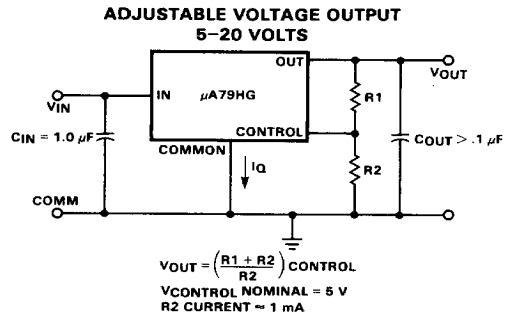 ADJUSTABLE VOLTAGE OUTPUT
5–20 VOLTS
OUT
VOUT
VIN
IN
µA79HG
R1
CIN = 1.0 µF
CONTROL
COUT > .1 µF
COMMON
IQ
R2
COMM
VOUT = (R1 + R2 / R2) CONTROL
VCONTROL NOMINAL = 5 V
R2 CURRENT ≈ 1 mA